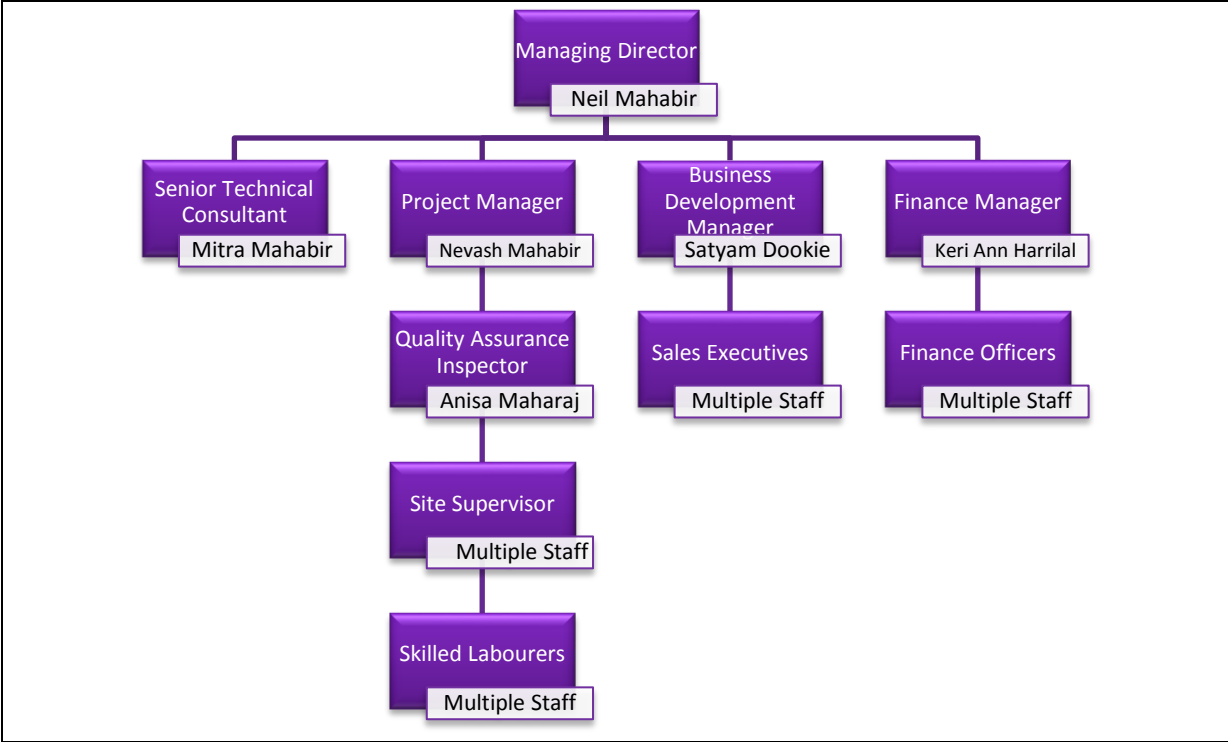 Managing Director
Neil Mahabir
Senior Technical
Consultant
Mitra Mahabir
Project Manager
Nevash Mahabir
Business
Development
Manager
Satyam Dookie
Finance Manager
Keri Ann Harrilal
Quality Assurance
Inspector
Anisa Maharaj
Sales Executives
Multiple Staff
Finance Officers
Multiple Staff
Site Supervisor
Multiple Staff
Skilled Labourers
Multiple Staff